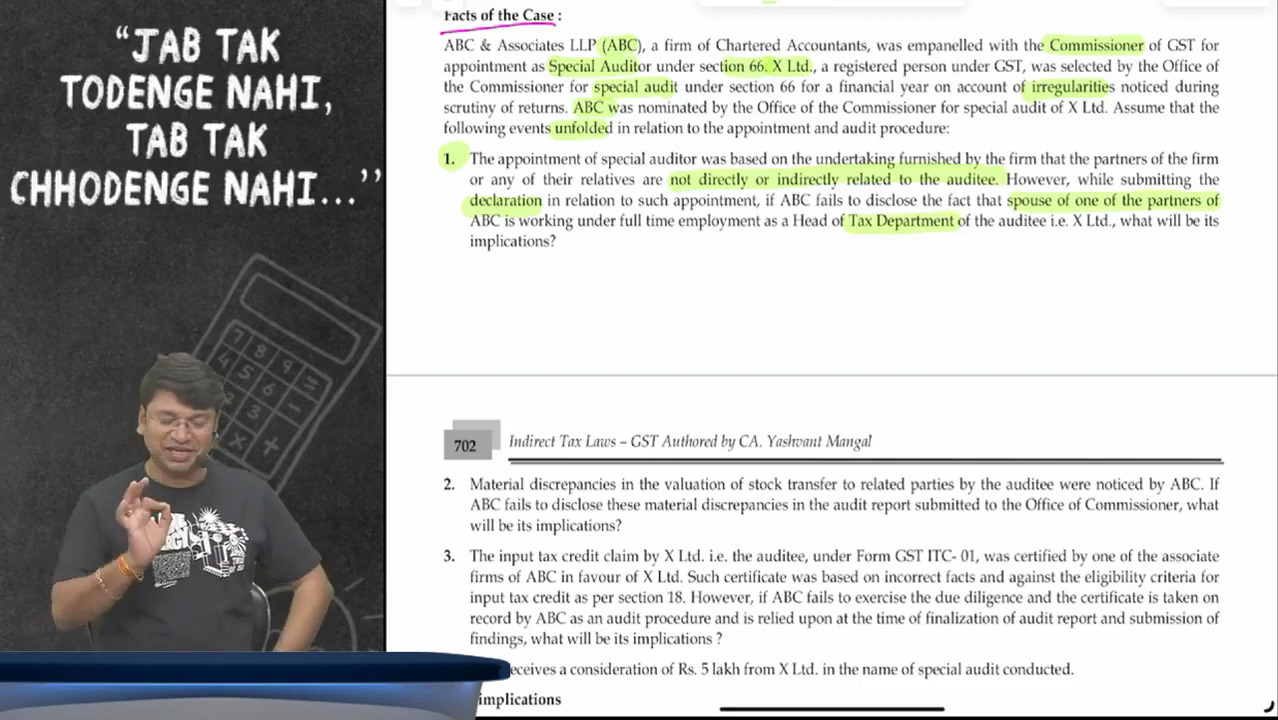 “JAB TAK
TODENGE NAHI,
TAB TAK
CHHODENGE NAHI...’’
Facts of the Case :
ABC & Associates LLP (ABC), a firm of Chartered Accountants, was empanelled with the Commissioner of GST for
appointment as Special Auditor under section 66. X Ltd., a registered person under GST, was selected by the Office of
the Commissioner for special audit under section 66 for a financial year on account of irregularities noticed during
scrutiny of returns. ABC was nominated by the Office of the Commissioner for special audit of X Ltd. Assume that the
following events unfolded in relation to the appointment and audit procedure:
1. The appointment of special auditor was based on the undertaking furnished by the firm that the partners of the firm
or any of their relatives are not directly or indirectly related to the auditee. However, while submitting the
declaration in relation to such appointment, if ABC fails to disclose the fact that spouse of one of the partners of
ABC is working under full time employment as a Head of Tax Department of the auditee i.e. X Ltd., what will be its
implications?
702 Indirect Tax Laws – GST Authored by CA. Yashvant Mangal
2. Material discrepancies in the valuation of stock transfer to related parties by the auditee were noticed by ABC. If
ABC fails to disclose these material discrepancies in the audit report submitted to the Office of Commissioner, what
will be its implications?
3. The input tax credit claim by X Ltd. i.e. the auditee, under Form GST ITC- 01, was certified by one of the associate
firms of ABC in favour of X Ltd. Such certificate was based on incorrect facts and against the eligibility criteria for
input tax credit as per section 18. However, if ABC fails to exercise the due diligence and the certificate is taken on
record by ABC as an audit procedure and is relied upon at the time of finalization of audit report and submission of
findings, what will be its implications ?
eceives a consideration of Rs. 5 lakh from X Ltd. in the name of special audit conducted.
implications
7 8 9 =
4 5 6 -
2 3
x +